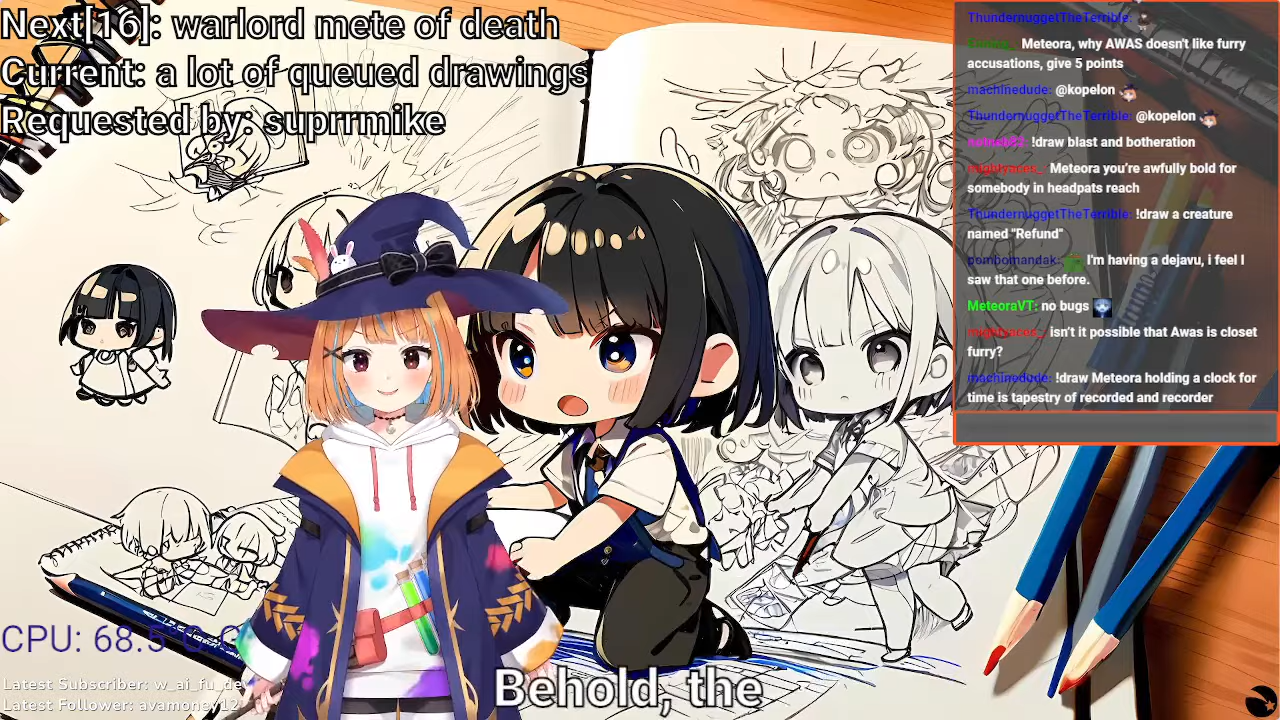 Next[16]: warlord mete of death
Current: a lot of queued drawings
Requested by: suprrmike
ThundernuggetTheTerrible:
Meteora, why AWAS doesn't like furry
accusations, give 5 points
machinedude: @kopelon
ThundernuggetTheTerrible: @kopelon
!draw blast and botheration
Meteora you're awfully bold for
somebody in headpats reach
ThundernuggetTheTerrible: !draw a creature
named "Refund"
pombomandak: I'm having a dejavu, i feel I
saw that one before.
MeteoraVT: no bugs
isn't it possible that Awas is closet
furry?
machinedude: !draw Meteora holding a clock for
time is tapestry of recorded and recorder
CPU: 68.5°C
Latest Subscriber: w_ai_fu_de
Latest Follower: avamoney12
Behold, the